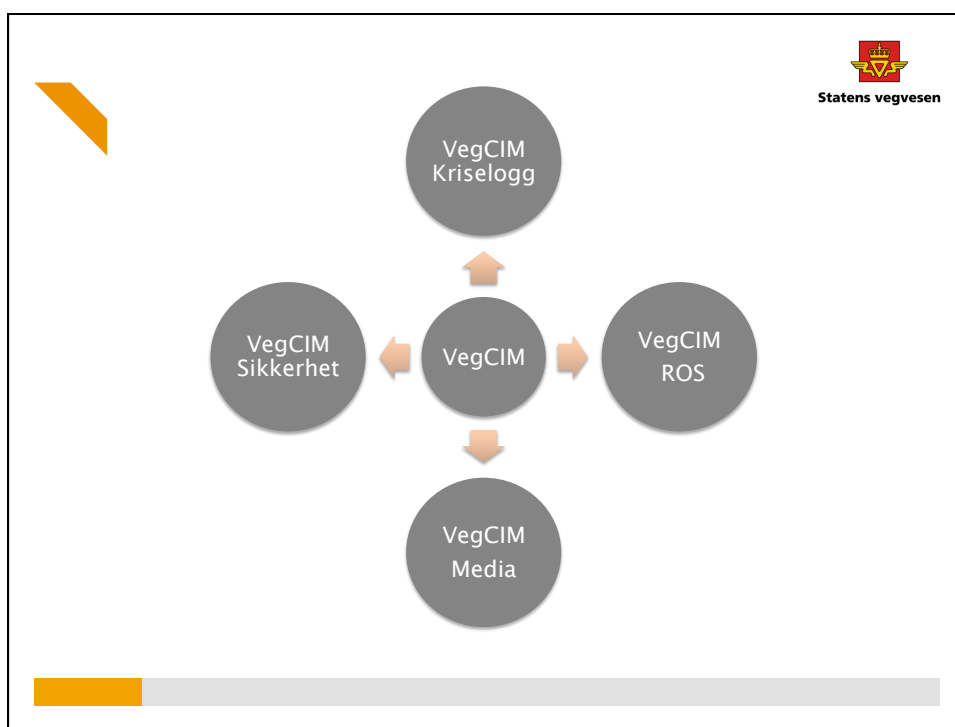 Statens vegvesen
VegCIM
Kriselogg
VegCIM
Sikkerhet
VegCIM
VegCIM
ROS
VegCIM
Media